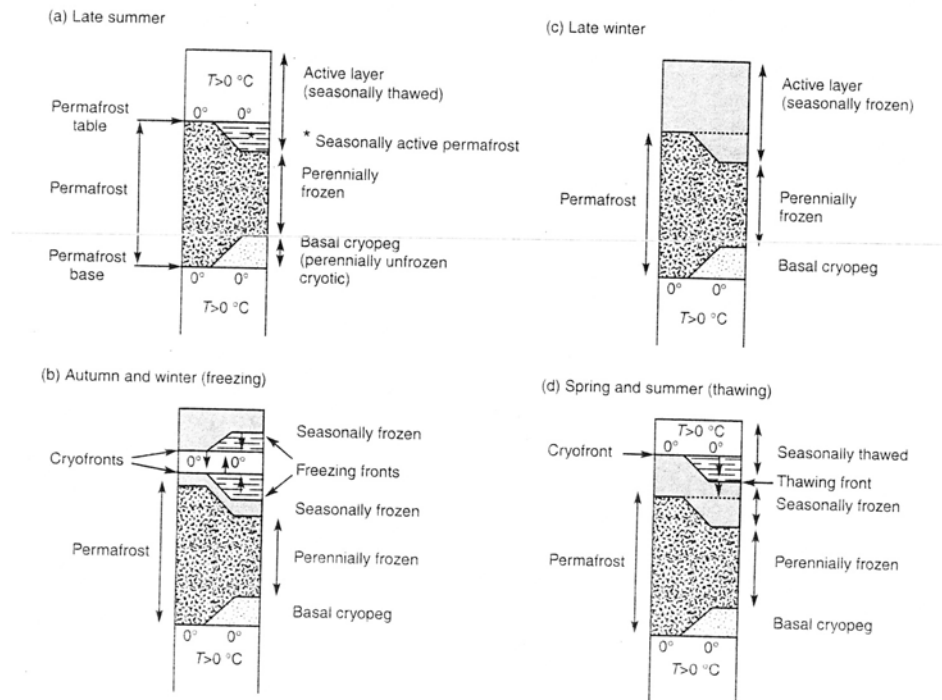 (a) Late summer
T>0 °C
0° 0°
Active layer
(seasonally thawed)
Permafrost
table
*
* Seasonally active permafrost
Permafrost
Perennially
frozen
Permafrost
base
Basal cryopeg
(perennially unfrozen
cryotic)
0° 0°
T>0 °C
(b) Autumn and winter (freezing)
Seasonally frozen
Cryofronts
0° 0°
Freezing fronts
Seasonally frozen
Permafrost
Perennially frozen
Basal cryopeg
0° 0°
T>0 °C
(c) Late winter
Active layer
(seasonally frozen)
Permafrost
Perennially
frozen
Basal cryopeg
0° 0°
T>0 °C
(d) Spring and summer (thawing)
T>0 °C
0° 0°
Cryofront
Seasonally thawed
Thawing front
Seasonally frozen
Permafrost
Perennially frozen
Basal cryopeg
0° 0°
T>0 °C